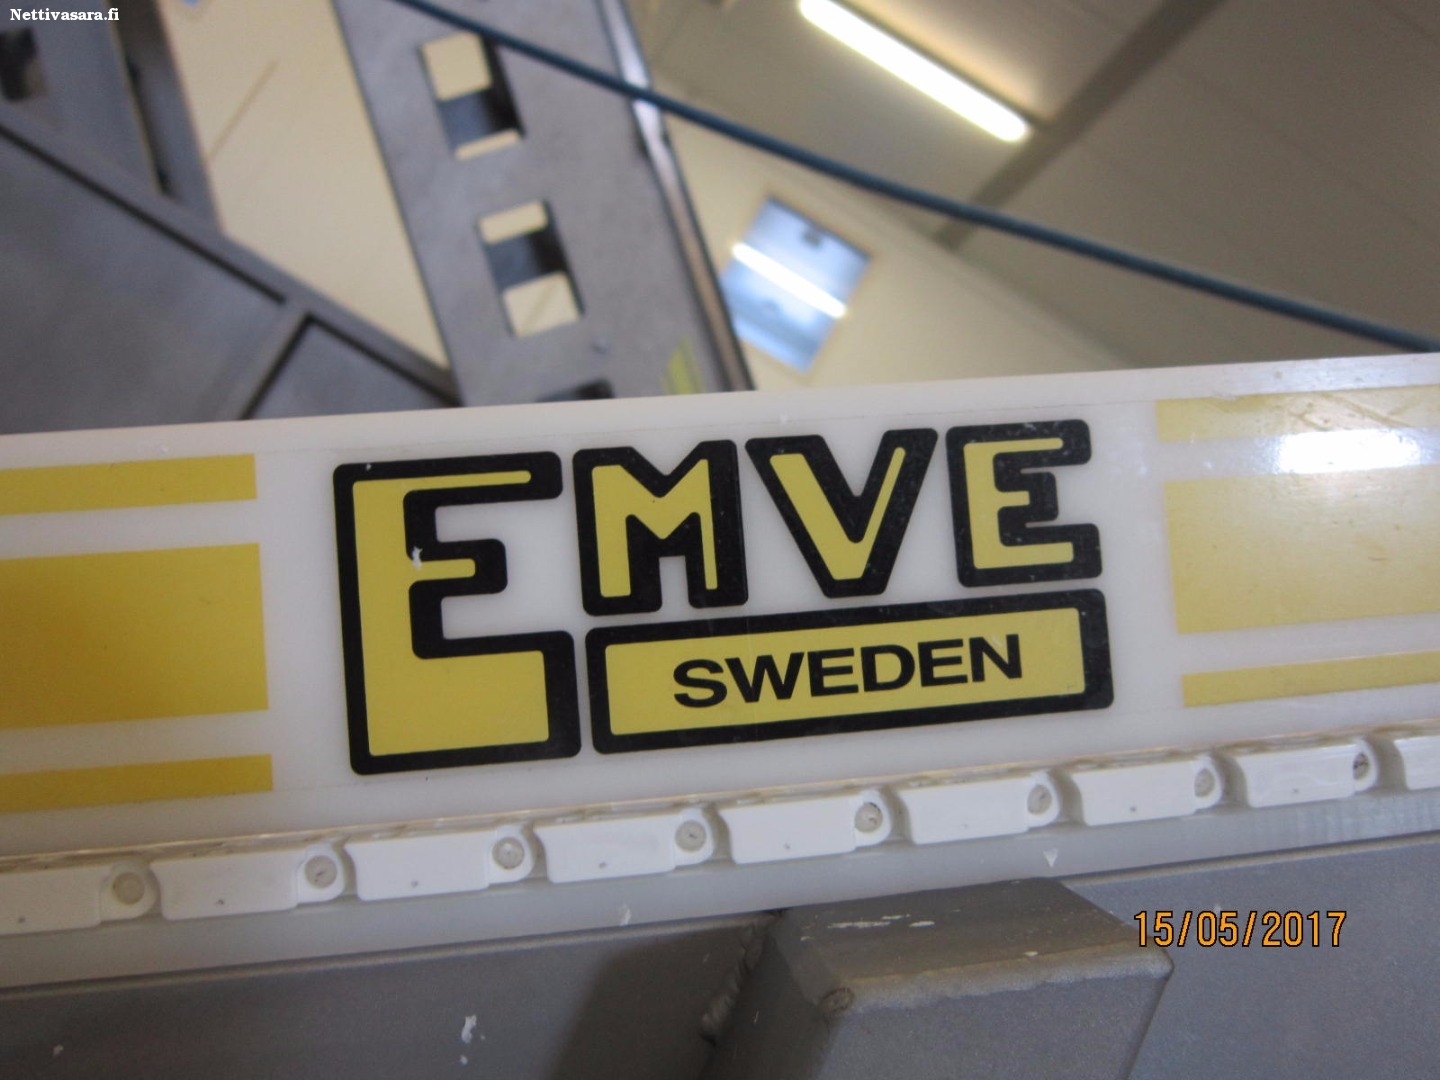 Nettivasara.fi
EMVE
SWEDEN
15/05/2017